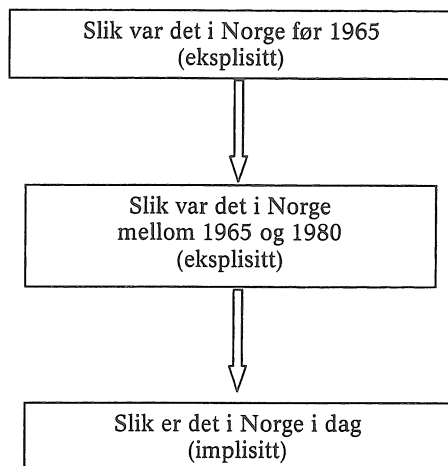 Slik var det i Norge før 1965
(eksplisitt)
Slik var det i Norge
mellom 1965 og 1980
(eksplisitt)
Slik er det i Norge i dag
(implisitt)